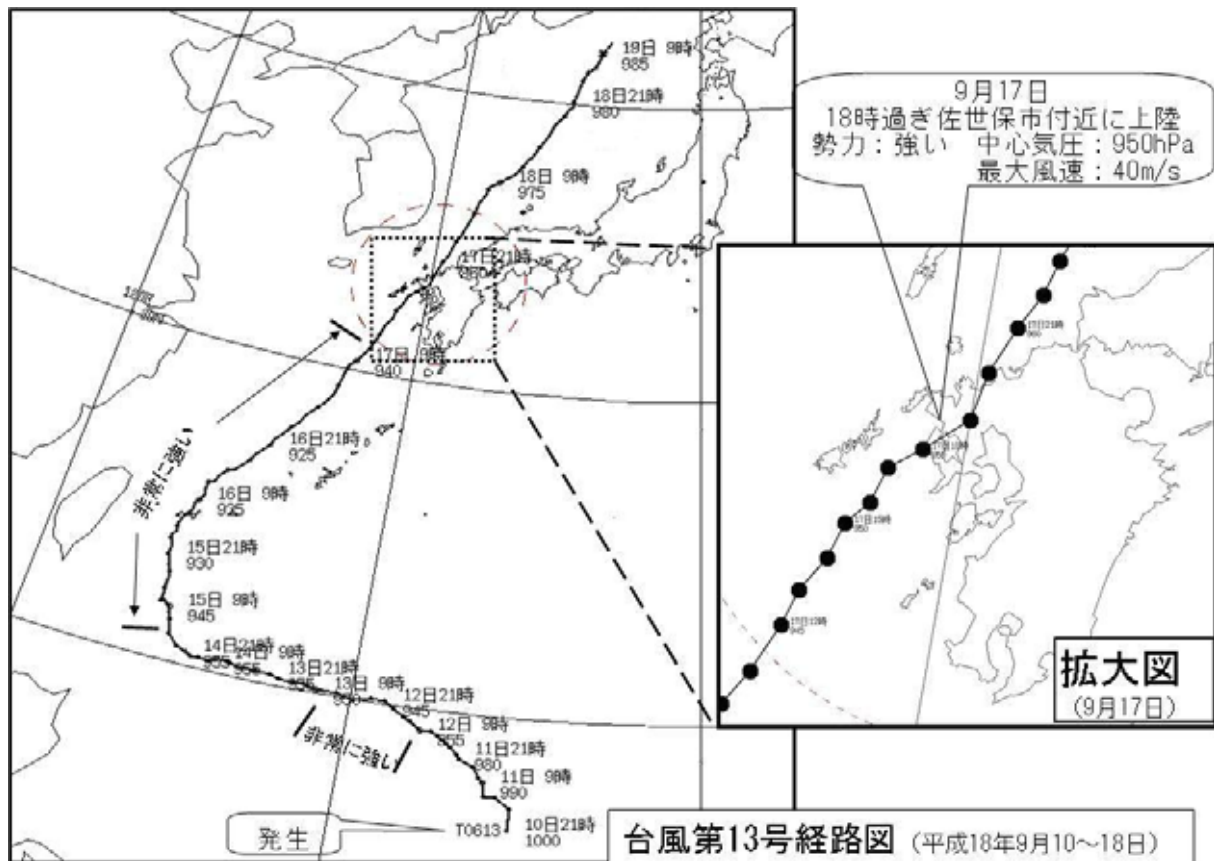 19日 9時
985
18日21時
980
18日 9時
975
9月17日
18時過ぎ佐世保市付近に上陸
勢力：強い 中心気圧：950hPa
最大風速：40m/s
17日21時
17日 9時
940
16日21時
925
16日 9時
925
非常に強い
15日21時
930
15日 9時
945
14日21時
14日 9時
13日21時
13日 9時
12日21時
945
12日 9時
955
非常に強い
11日21時
980
11日 9時
990
10日21時
1000
T0613
発生
拡大図
(9月17日)
台風第13号経路図 (平成18年9月10～18日)